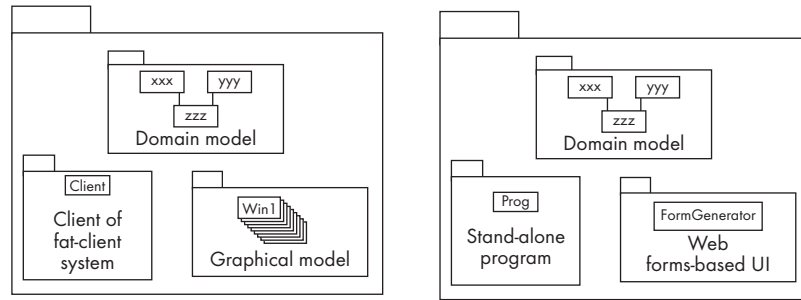 xxx
yyy
zzz
Domain model
Client
Client of
fat-client
system
Win1
Graphical model
xxx
yyy
zzz
Domain model
Prog
Stand-alone
program
FormGenerator
Web
forms-based UI